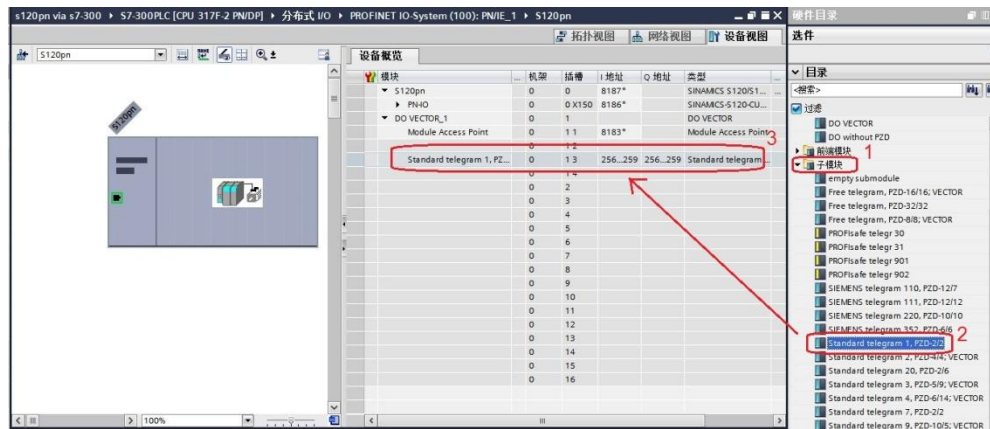 s120pn via s7-300 ▸ S7-300PLC [CPU 317F-2 PN/DP] ▸ 分布式 I/O ▸ PROFINET IO-System (100): PN/IE_1 ▸ S120pn
拓扑视图 网络视图 设备视图
S120pn
设备概览
模块 ... 机架 插槽 I 地址 Q 地址 类型
S120pn 0 0 8187* SINAMICS S120/S1...
PN-IO 0 0 X150 8186* SINAMICS-S120-CU...
DO VECTOR_1 0 1 DO VECTOR
Module Access Point 0 1 1 8183* Module Access Point
3
0 1 2
Standard telegram 1, PZ... 0 1 3 256...259 256...259 Standard telegram...
0 1 4
0 2
0 3
0 4
0 5
0 6
0 7
0 8
0 9
0 10
0 11
0 12
0 13
0 14
0 15
0 16
S120pn
100%
硬件目录
选件
目录
<搜索>
过滤
DO VECTOR
DO without PZD
前端模块
1
子模块
empty submodule
Free telegram, PZD-16/16; VECTOR
Free telegram, PZD-32/32
Free telegram, PZD-8/8; VECTOR
PROFIsafe telegr 30
PROFIsafe telegr 31
PROFIsafe telegr 901
PROFIsafe telegr 902
SIEMENS telegram 110, PZD-12/7
SIEMENS telegram 111, PZD-12/12
SIEMENS telegram 220, PZD-10/10
SIEMENS telegram 352, PZD-6/6
Standard telegram 1, PZD-2/2
2
Standard telegram 2, PZD-4/4; VECTOR
Standard telegram 20, PZD-2/6
Standard telegram 3, PZD-5/9; VECTOR
Standard telegram 4, PZD-6/14; VECTOR
Standard telegram 7, PZD-2/2
Standard telegram 9, PZD-10/5; VECTOR